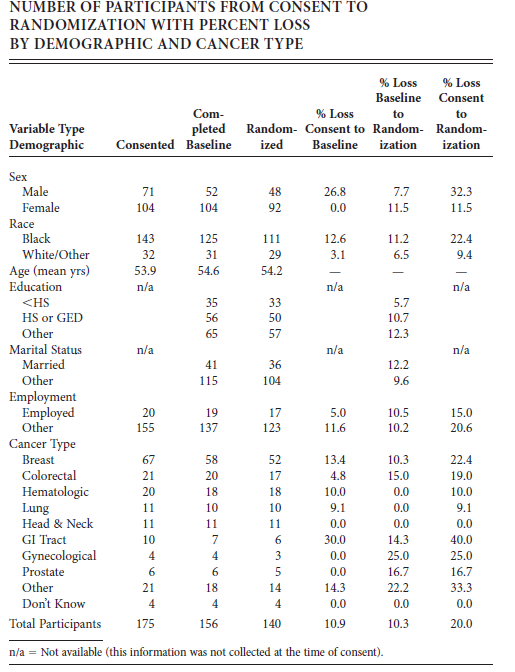 NUMBER OF PARTICIPANTS FROM CONSENT TO
RANDOMIZATION WITH PERCENT LOSS
BY DEMOGRAPHIC AND CANCER TYPE
% Loss % Loss
Baseline Consent
Com- % Loss to to
Variable Type pleted Random- Consent to Random- Random-
Demographic Consented Baseline ized Baseline ization ization
Sex
Male 71 52 48 26.8 7.7 32.3
Female 104 104 92 0.0 11.5 11.5
Race
Black 143 125 111 12.6 11.2 22.4
White/Other 32 31 29 3.1 6.5 9.4
Age (mean yrs) 53.9 54.6 54.2 — — —
Education n/a n/a n/a
<HS 35 33 5.7
HS or GED 56 50 10.7
Other 65 57 12.3
Marital Status n/a n/a n/a
Married 41 36 12.2
Other 115 104 9.6
Employment
Employed 20 19 17 5.0 10.5 15.0
Other 155 137 123 11.6 10.2 20.6
Cancer Type
Breast 67 58 52 13.4 10.3 22.4
Colorectal 21 20 17 4.8 15.0 19.0
Hematologic 20 18 18 10.0 0.0 10.0
Lung 11 10 10 9.1 0.0 9.1
Head & Neck 11 11 11 0.0 0.0 0.0
GI Tract 10 7 6 30.0 14.3 40.0
Gynecological 4 4 3 0.0 25.0 25.0
Prostate 6 6 5 0.0 16.7 16.7
Other 21 18 14 14.3 22.2 33.3
Don't Know 4 4 4 0.0 0.0 0.0
Total Participants 175 156 140 10.9 10.3 20.0
n/a = Not available (this information was not collected at the time of consent).